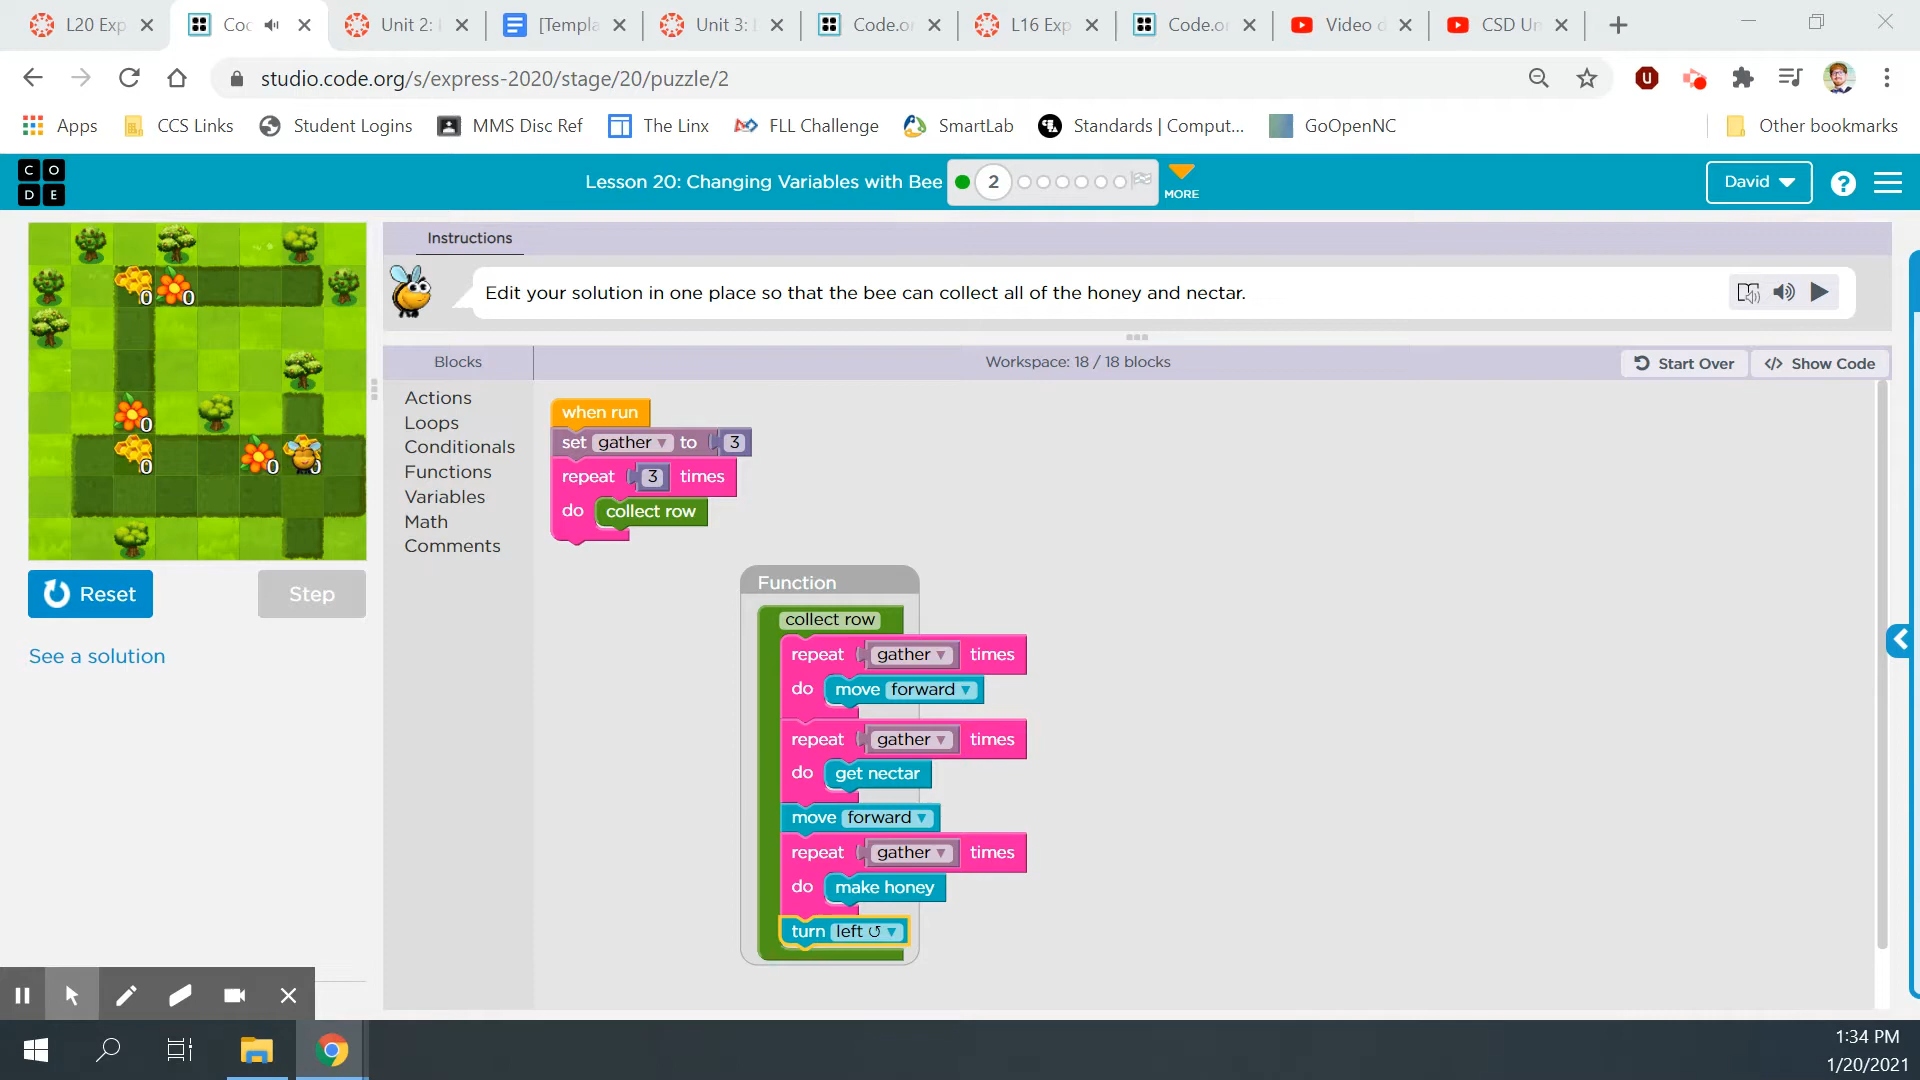 L20 Exp
Coc
Unit 2:
[Templa
Unit 3:
Code.or
L16 Exp
Code.or
Video d
CSD Un
studio.code.org/s/express-2020/stage/20/puzzle/2
Apps
CCS Links
Student Logins
MMS Disc Ref
The Linx
FLL Challenge
SmartLab
Standards | Comput...
GoOpenNC
Other bookmarks
C O
D E
Lesson 20: Changing Variables with Bee
2
MORE
David
?
Instructions
Edit your solution in one place so that the bee can collect all of the honey and nectar.
Blocks
Workspace: 18 / 18 blocks
Start Over
Show Code
Actions
Loops
Conditionals
Functions
Variables
Math
Comments
0 0
0
0 0 0
Reset
Step
See a solution
when run
set gather to 3
repeat 3 times
do collect row
Function
collect row
repeat gather times
do move forward
repeat gather times
do get nectar
move forward
repeat gather times
do make honey
turn left ↺
1:34 PM
1/20/2021